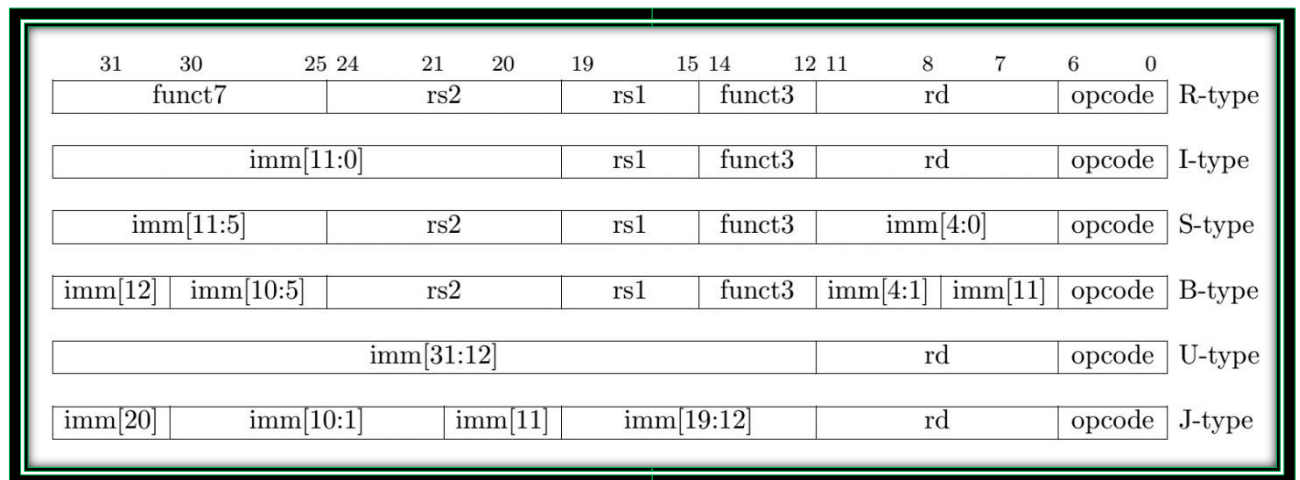 31 30 25 24 21 20 19 15 14 12 11 8 7 6 0
funct7 rs2 rs1 funct3 rd opcode R-type
imm[11:0] rs1 funct3 rd opcode I-type
imm[11:5] rs2 rs1 funct3 imm[4:0] opcode S-type
imm[12] imm[10:5] rs2 rs1 funct3 imm[4:1] imm[11] opcode B-type
imm[31:12] rd opcode U-type
imm[20] imm[10:1] imm[11] imm[19:12] rd opcode J-type